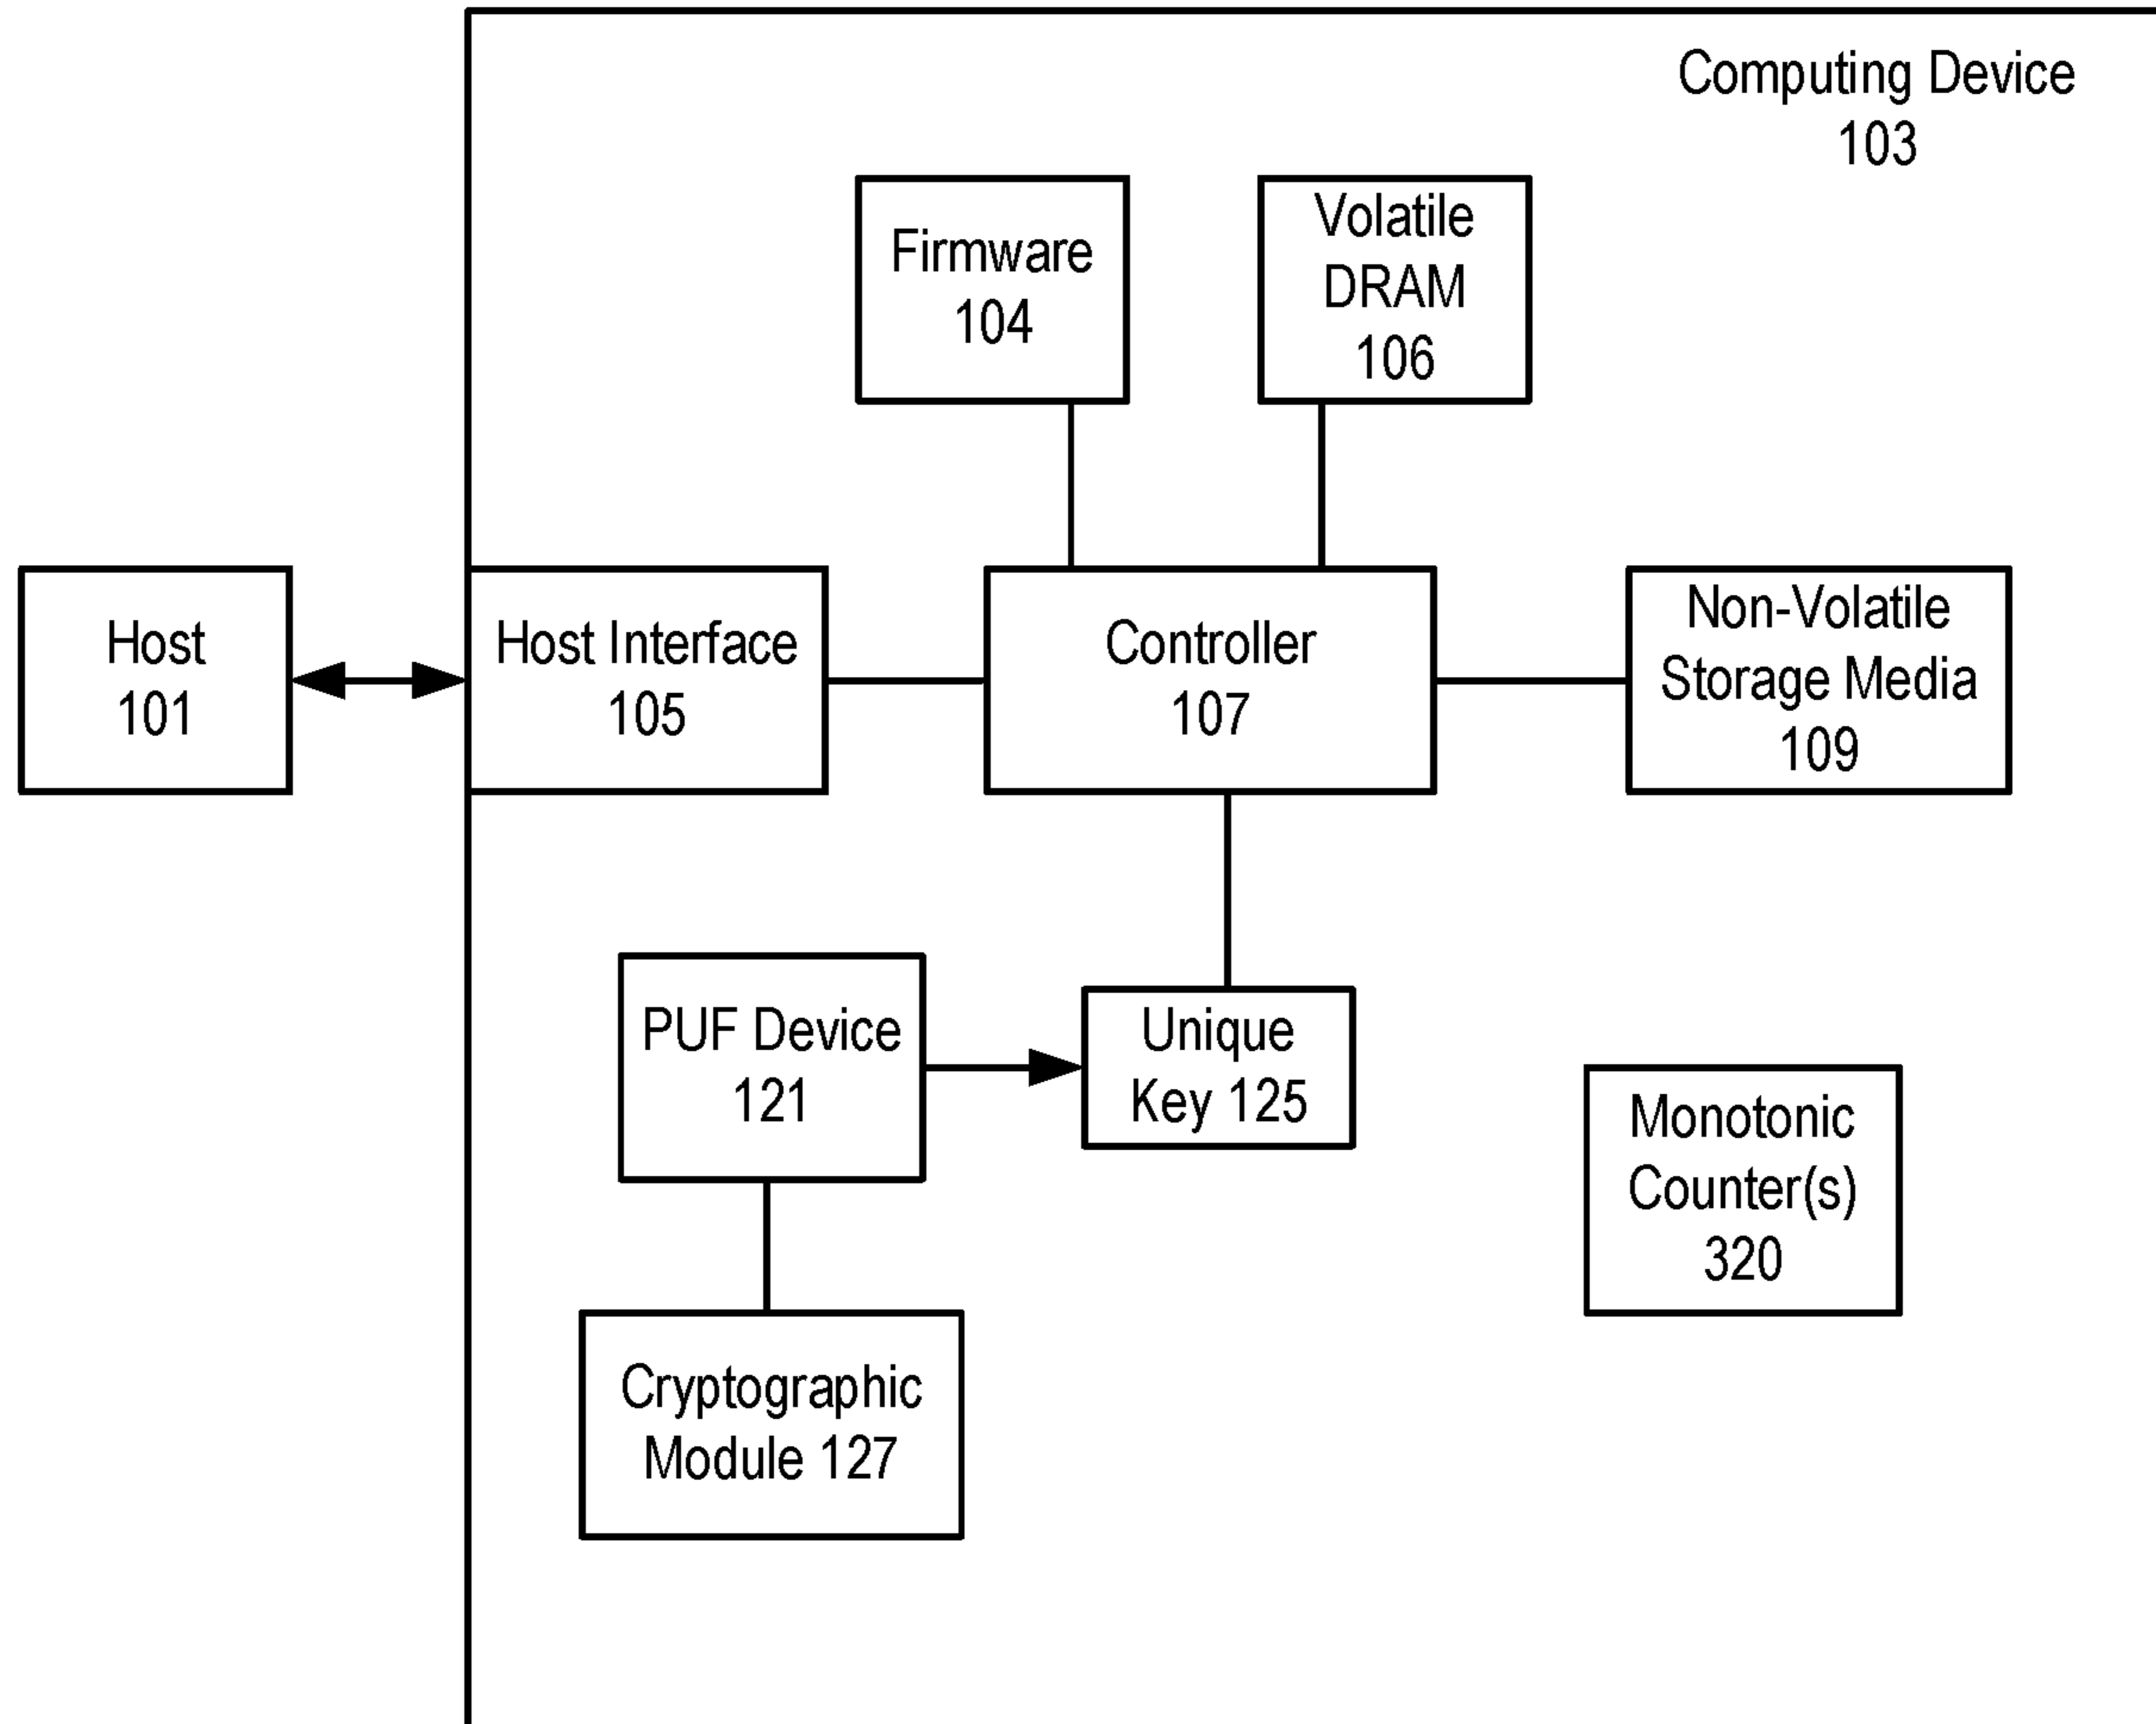 Computing Device
103
Firmware
104
Volatile
DRAM
106
Host
101
Host Interface
105
Controller
107
Non-Volatile
Storage Media
109
PUF Device
121
Unique
Key 125
Monotonic
Counter(s)
320
Cryptographic
Module 127